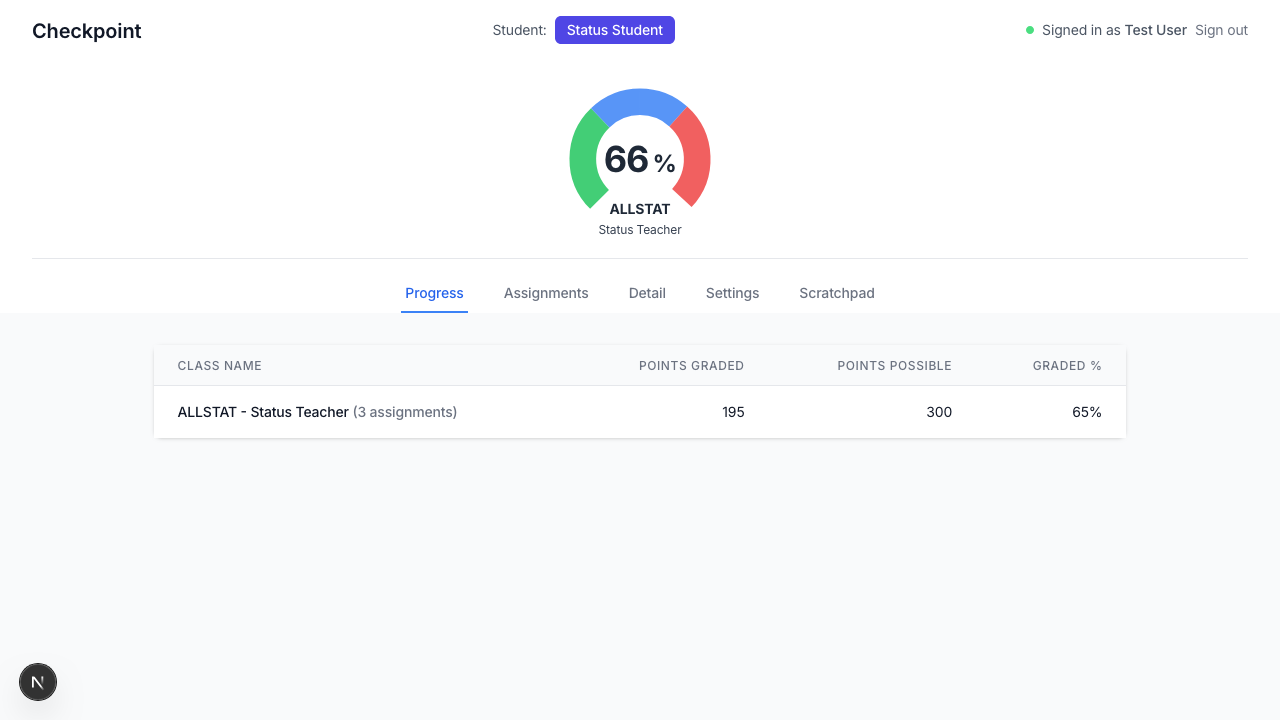 Checkpoint
Student: Status Student
Signed in as Test User Sign out
66 %
ALLSTAT
Status Teacher
Progress Assignments Detail Settings Scratchpad
CLASS NAME POINTS GRADED POINTS POSSIBLE GRADED %
ALLSTAT - Status Teacher (3 assignments) 195 300 65%
N